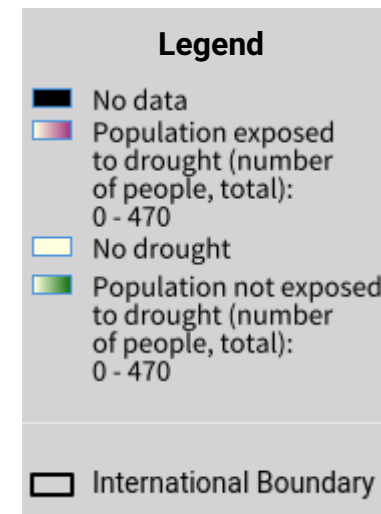 Legend
No data
Population exposed
to drought (number
of people, total):
0 - 470
No drought
Population not exposed
to drought (number
of people, total):
0 - 470
International Boundary